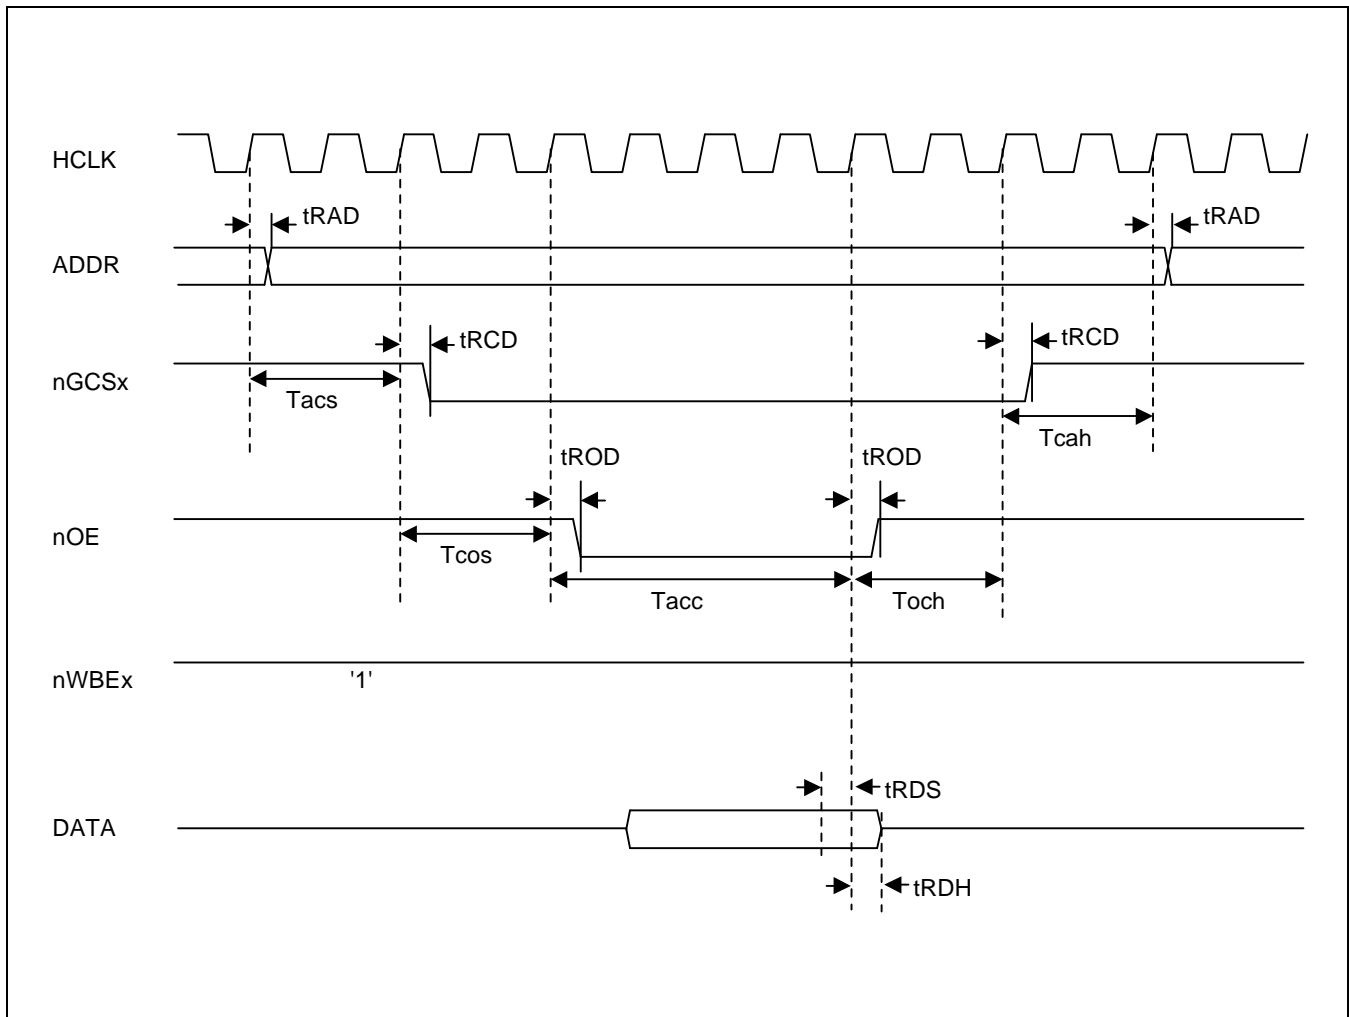 HCLK
tRAD
tRAD
ADDR
tRCD
tRCD
nGCSx
Tacs
Tcah
tROD
tROD
nOE
Tcos
Tacc
Toch
nWBEx
'1'
tRDS
DATA
tRDH